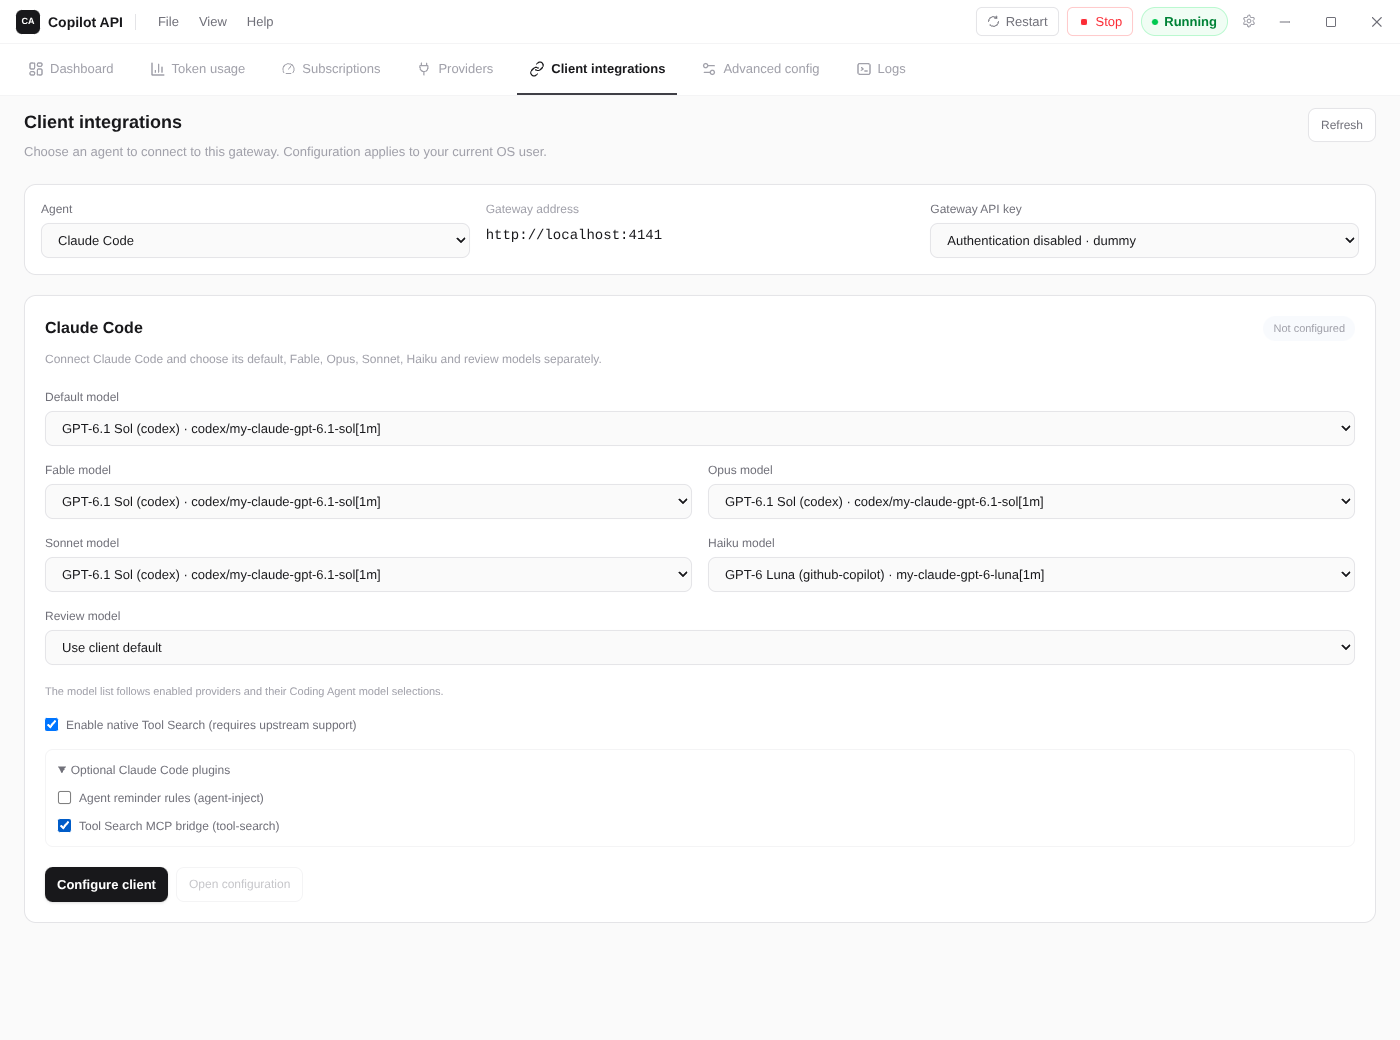 CA Copilot API File View Help Restart Stop Running
Dashboard Token usage Subscriptions Providers Client integrations Advanced config Logs
Client integrations
Refresh
Choose an agent to connect to this gateway. Configuration applies to your current OS user.
Agent Gateway address Gateway API key
Claude Code http://localhost:4141 Authentication disabled · dummy
Claude Code
Not configured
Connect Claude Code and choose its default, Fable, Opus, Sonnet, Haiku and review models separately.
Default model
GPT-6.1 Sol (codex) · codex/my-claude-gpt-6.1-sol[1m]
Fable model Opus model
GPT-6.1 Sol (codex) · codex/my-claude-gpt-6.1-sol[1m] GPT-6.1 Sol (codex) · codex/my-claude-gpt-6.1-sol[1m]
Sonnet model Haiku model
GPT-6.1 Sol (codex) · codex/my-claude-gpt-6.1-sol[1m] GPT-6 Luna (github-copilot) · my-claude-gpt-6-luna[1m]
Review model
Use client default
The model list follows enabled providers and their Coding Agent model selections.
Enable native Tool Search (requires upstream support)
Optional Claude Code plugins
Agent reminder rules (agent-inject)
Tool Search MCP bridge (tool-search)
Configure client Open configuration